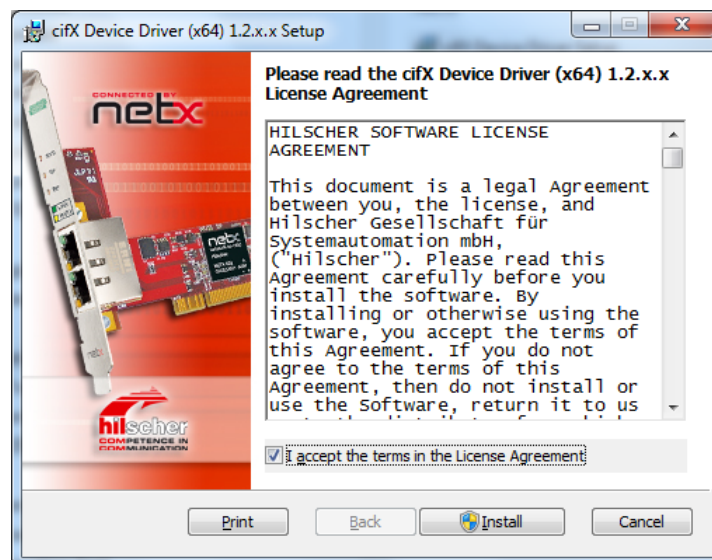 cifX Device Driver (x64) 1.2.x.x Setup
CONNECTED BY
netx
Please read the cifX Device Driver (x64) 1.2.x.x
License Agreement
HILSCHER SOFTWARE LICENSE
AGREEMENT
This document is a legal Agreement
between you, the license, and
Hilscher Gesellschaft für
Systemautomation mbH,
("Hilscher"). Please read this
Agreement carefully before you
install the software. By
installing or otherwise using the
software, you accept the terms of
this Agreement. If you do not
agree to the terms of this
Agreement, then do not install or
use the Software, return it to us
netx
netx
hilscher
COMPETENCE IN
COMMUNICATION
I accept the terms in the License Agreement
Print
Back
Install
Cancel